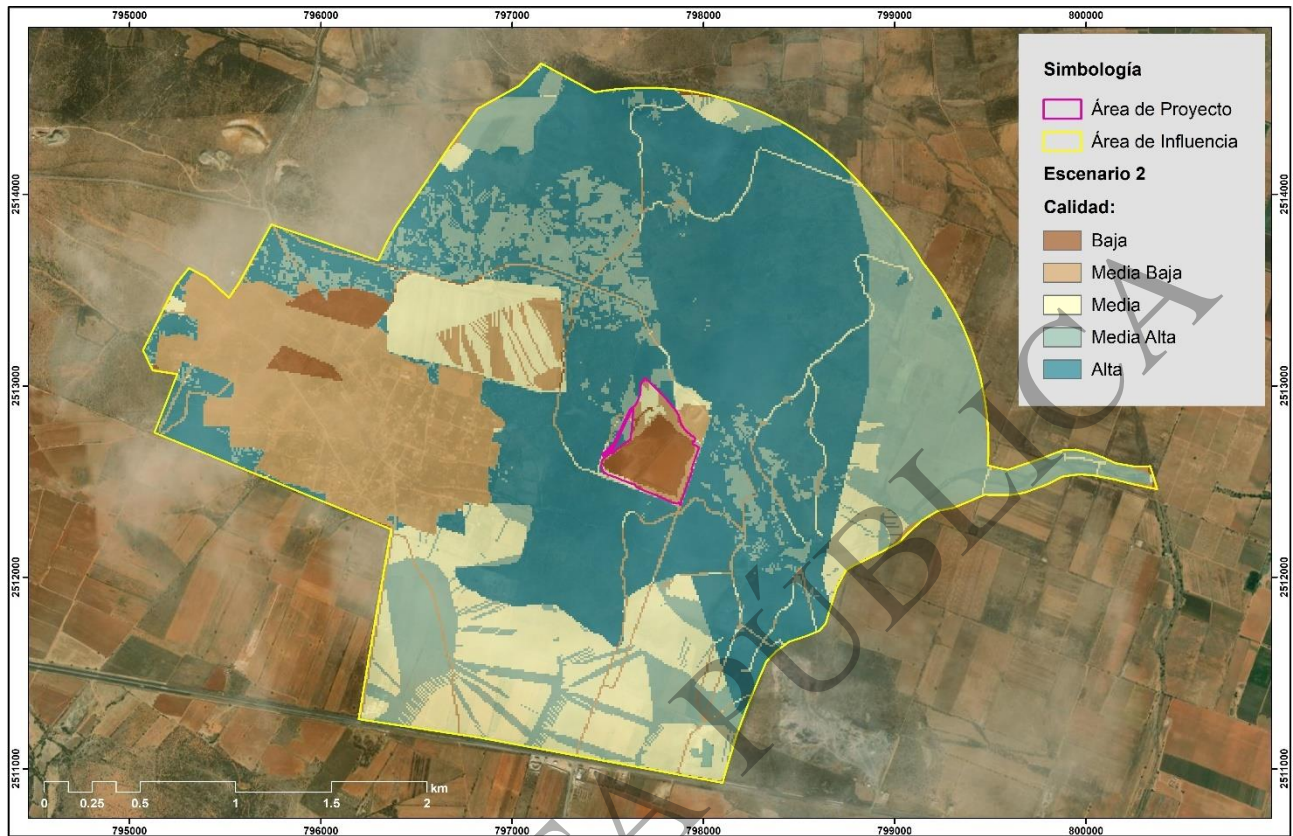 795000 796000 797000 798000 799000 800000
Simbología
Área de Proyecto
Área de Influencia
Escenario 2
Calidad:
Baja
Media Baja
Media
Media Alta
Alta
2514000 2514000
2513000 2513000
2512000 2512000
2511000 2511000
TA PÚBLICA
km
0 0.25 0.5 1 1.5 2
795000 796000 797000 798000 799000 800000